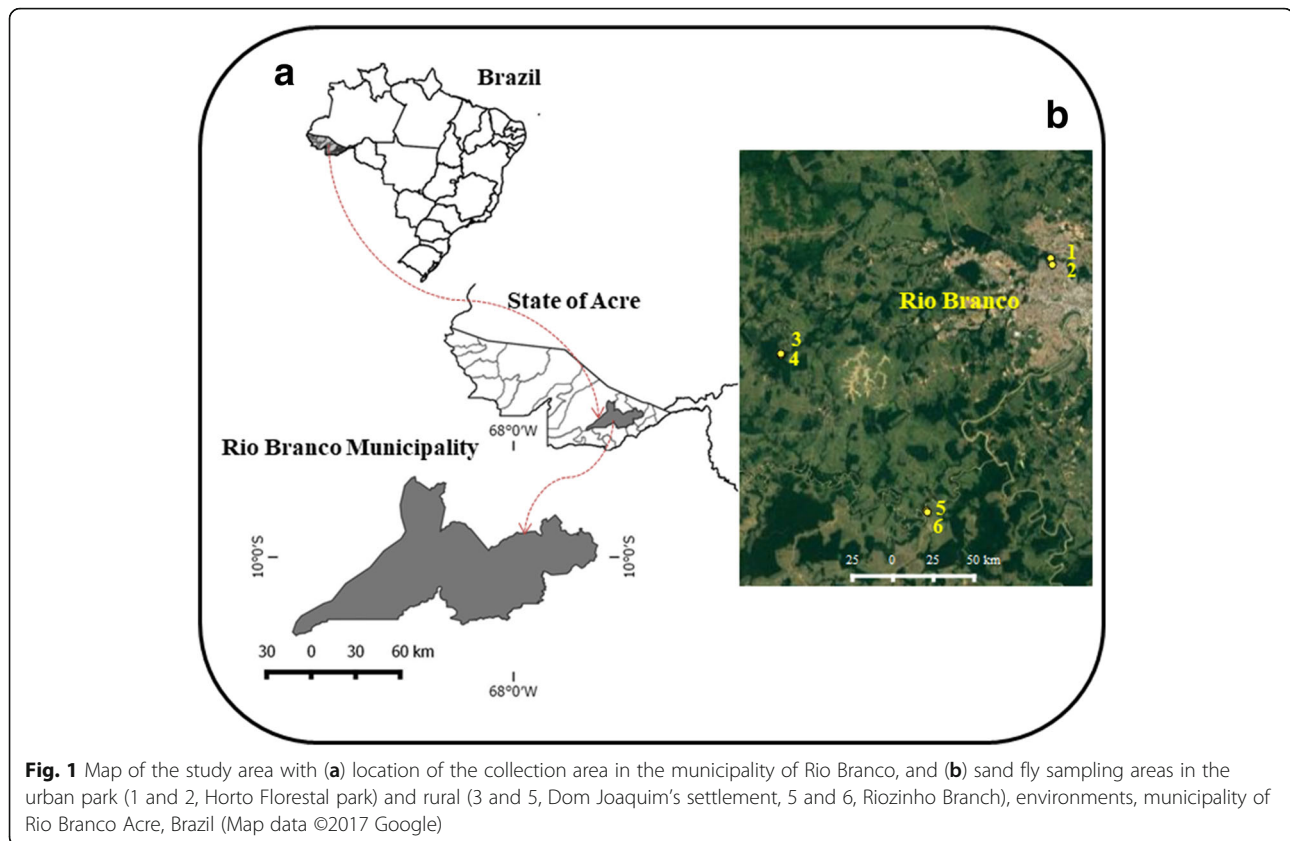 a
Brazil
b
State of Acre
68°0'W
Rio Branco Municipality
10°0'S
10°0'S
30 0 30 60 km
68°0'W
1
2
Rio Branco
3
4
5
6
25 0 25 50 km
Fig. 1 Map of the study area with (a) location of the collection area in the municipality of Rio Branco, and (b) sand fly sampling areas in the
urban park (1 and 2, Horto Florestal park) and rural (3 and 5, Dom Joaquim's settlement, 5 and 6, Riozinho Branch), environments, municipality of
Rio Branco Acre, Brazil (Map data ©2017 Google)